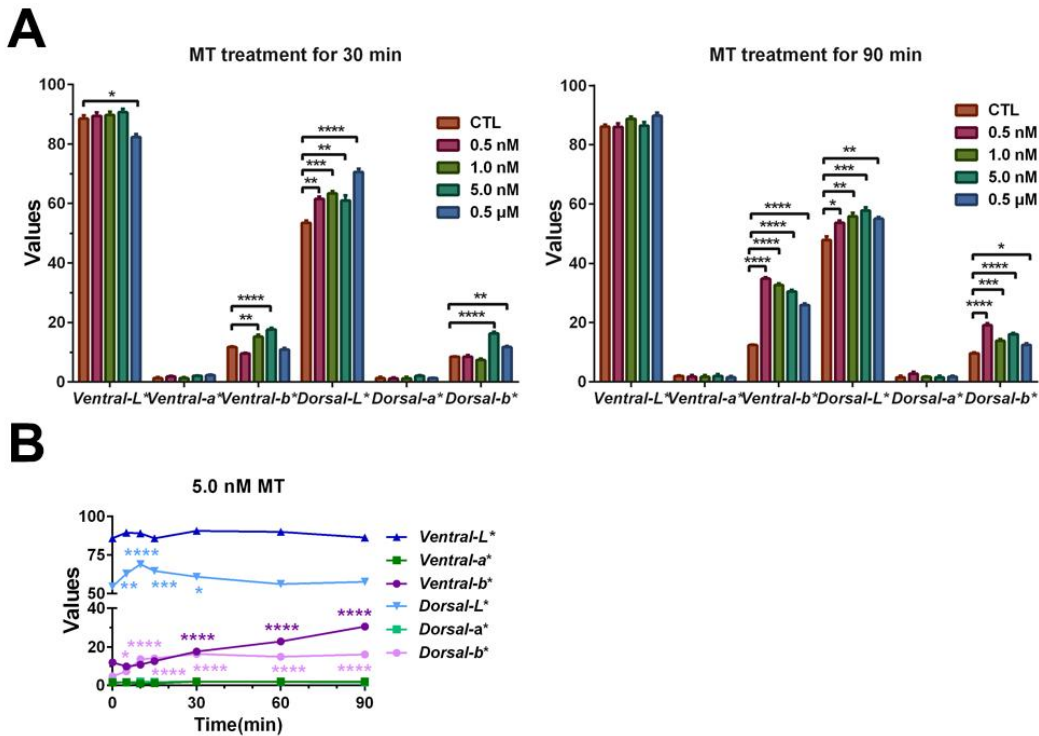 A
MT treatment for 30 min
Values
100
80
60
40
20
0
*
**
****
**
***
**
****
****
**
CTL
0.5 nM
1.0 nM
5.0 nM
0.5 µM
Ventral-L* Ventral-a* Ventral-b* Dorsal-L* Dorsal-a* Dorsal-b*
MT treatment for 90 min
Values
100
80
60
40
20
0
****
****
****
****
**
***
**
*
*
****
***
****
CTL
0.5 nM
1.0 nM
5.0 nM
0.5 µM
Ventral-L* Ventral-a* Ventral-b* Dorsal-L* Dorsal-a* Dorsal-b*
B
5.0 nM MT
Values
100
75
50
40
20
0
****
**
***
*
****
****
****
*
****
****
****
****
****
0
30
60
90
Time(min)
Ventral-L*
Ventral-a*
Ventral-b*
Dorsal-L*
Dorsal-a*
Dorsal-b*